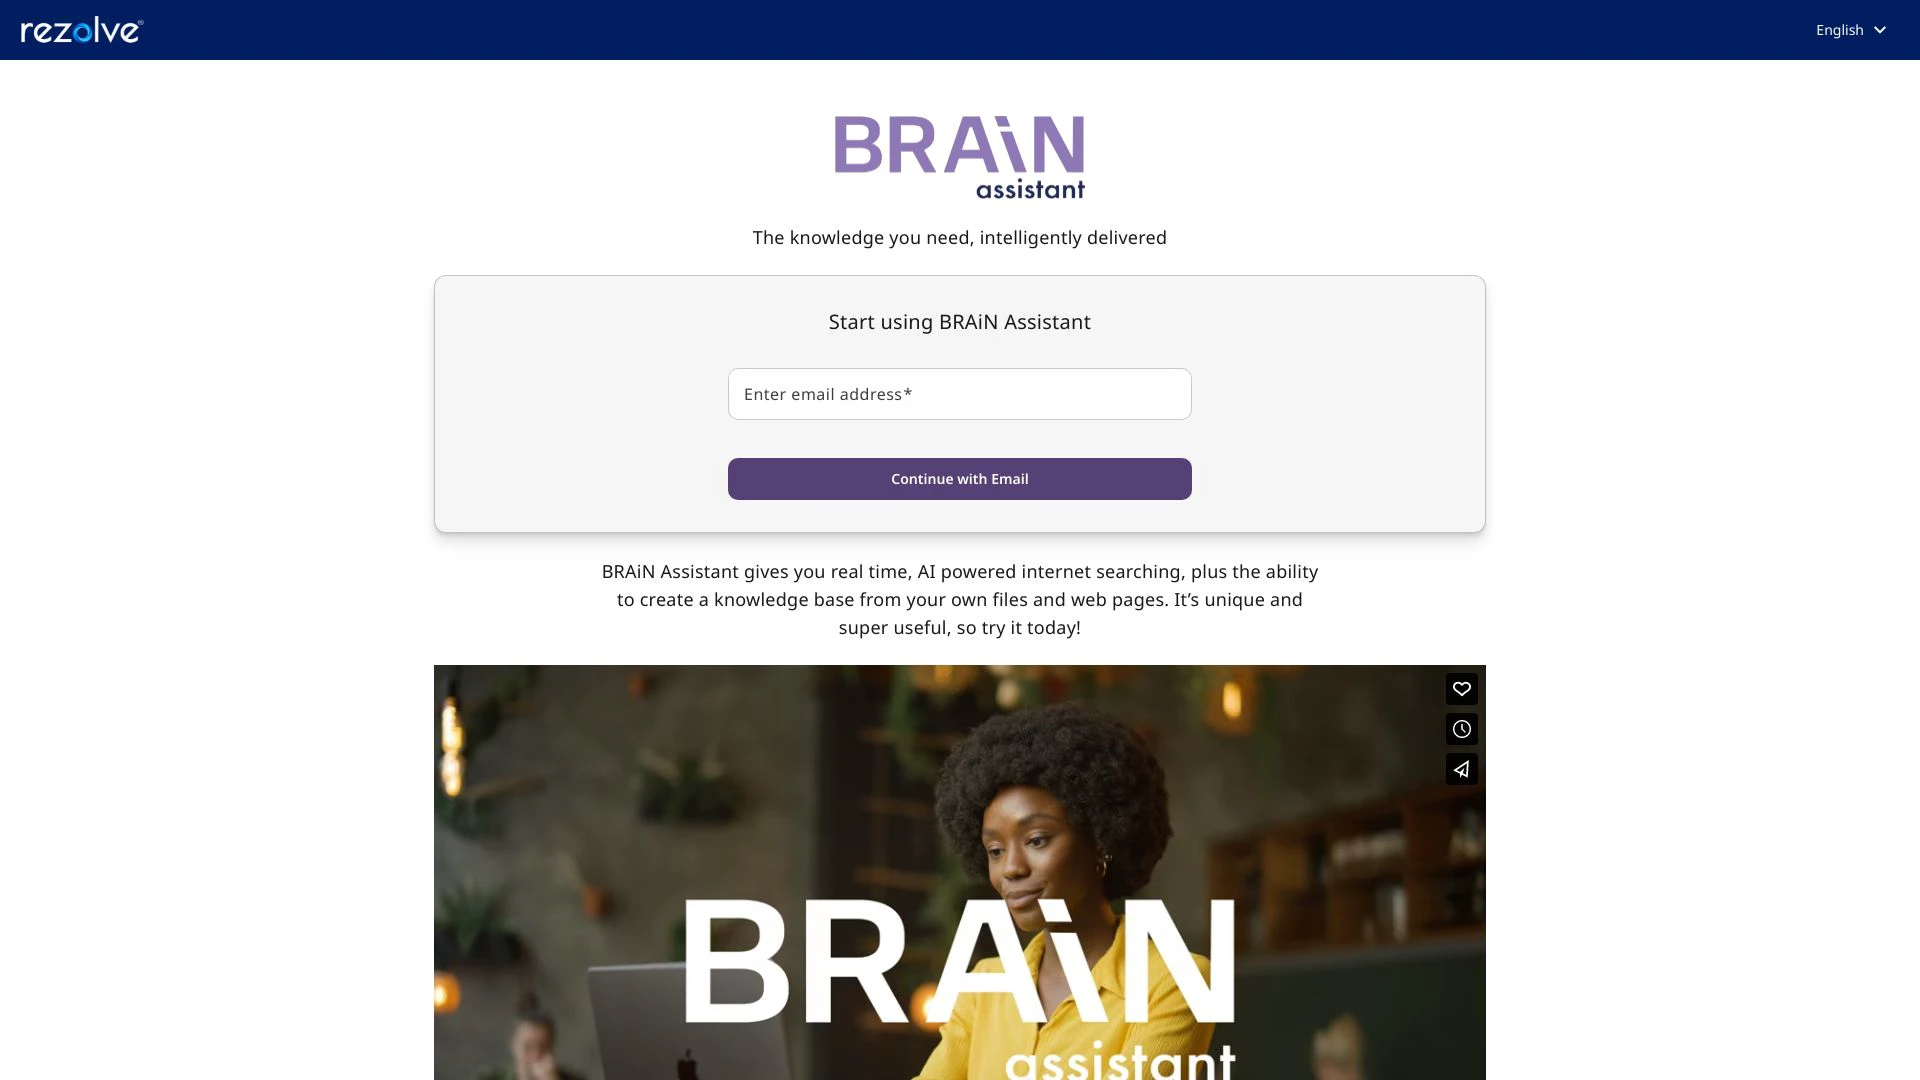 rezolve®
English
BRAiN
assistant
The knowledge you need, intelligently delivered
Start using BRAiN Assistant
Enter email address*
Continue with Email
BRAiN Assistant gives you real time, AI powered internet searching, plus the ability
to create a knowledge base from your own files and web pages. It’s unique and
super useful, so try it today!
BRAiN
assistant